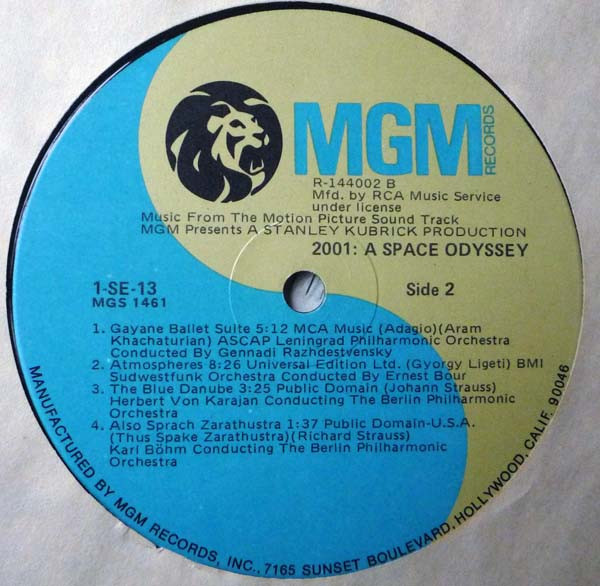 MGM
RECORDS
R-144002 B
Mfd. by RCA Music Service
under license
Music From The Motion Picture Sound Track
MGM Presents A STANLEY KUBRICK PRODUCTION
2001: A SPACE ODYSSEY
1-SE-13
MGS 1461
Side 2
1. Gayane Ballet Suite 5:12 MCA Music (Adagio)(Aram
Khachaturian) ASCAP Leningrad Philharmonic Orchestra
Conducted By Gennadi Razhdestvensky
2. Atmospheres 8:26 Universal Edition Ltd. (Gyorgy Ligeti) BMI
Sudwestfunk Orchestra Conducted By Ernest Bour
3. The Blue Danube 3:25 Public Domain (Johann Strauss)
Herbert Von Karajan Conducting The Berlin Philharmonic
Orchestra
4. Also Sprach Zarathustra 1:37 Public Domain-U.S.A.
(Thus Spake Zarathustra)(Richard Strauss)
Karl Böhm Conducting The Berlin Philharmonic
Orchestra
MANUFACTURED BY MGM RECORDS, INC., 7165 SUNSET BOULEVARD, HOLLYWOOD, CALIF. 90046